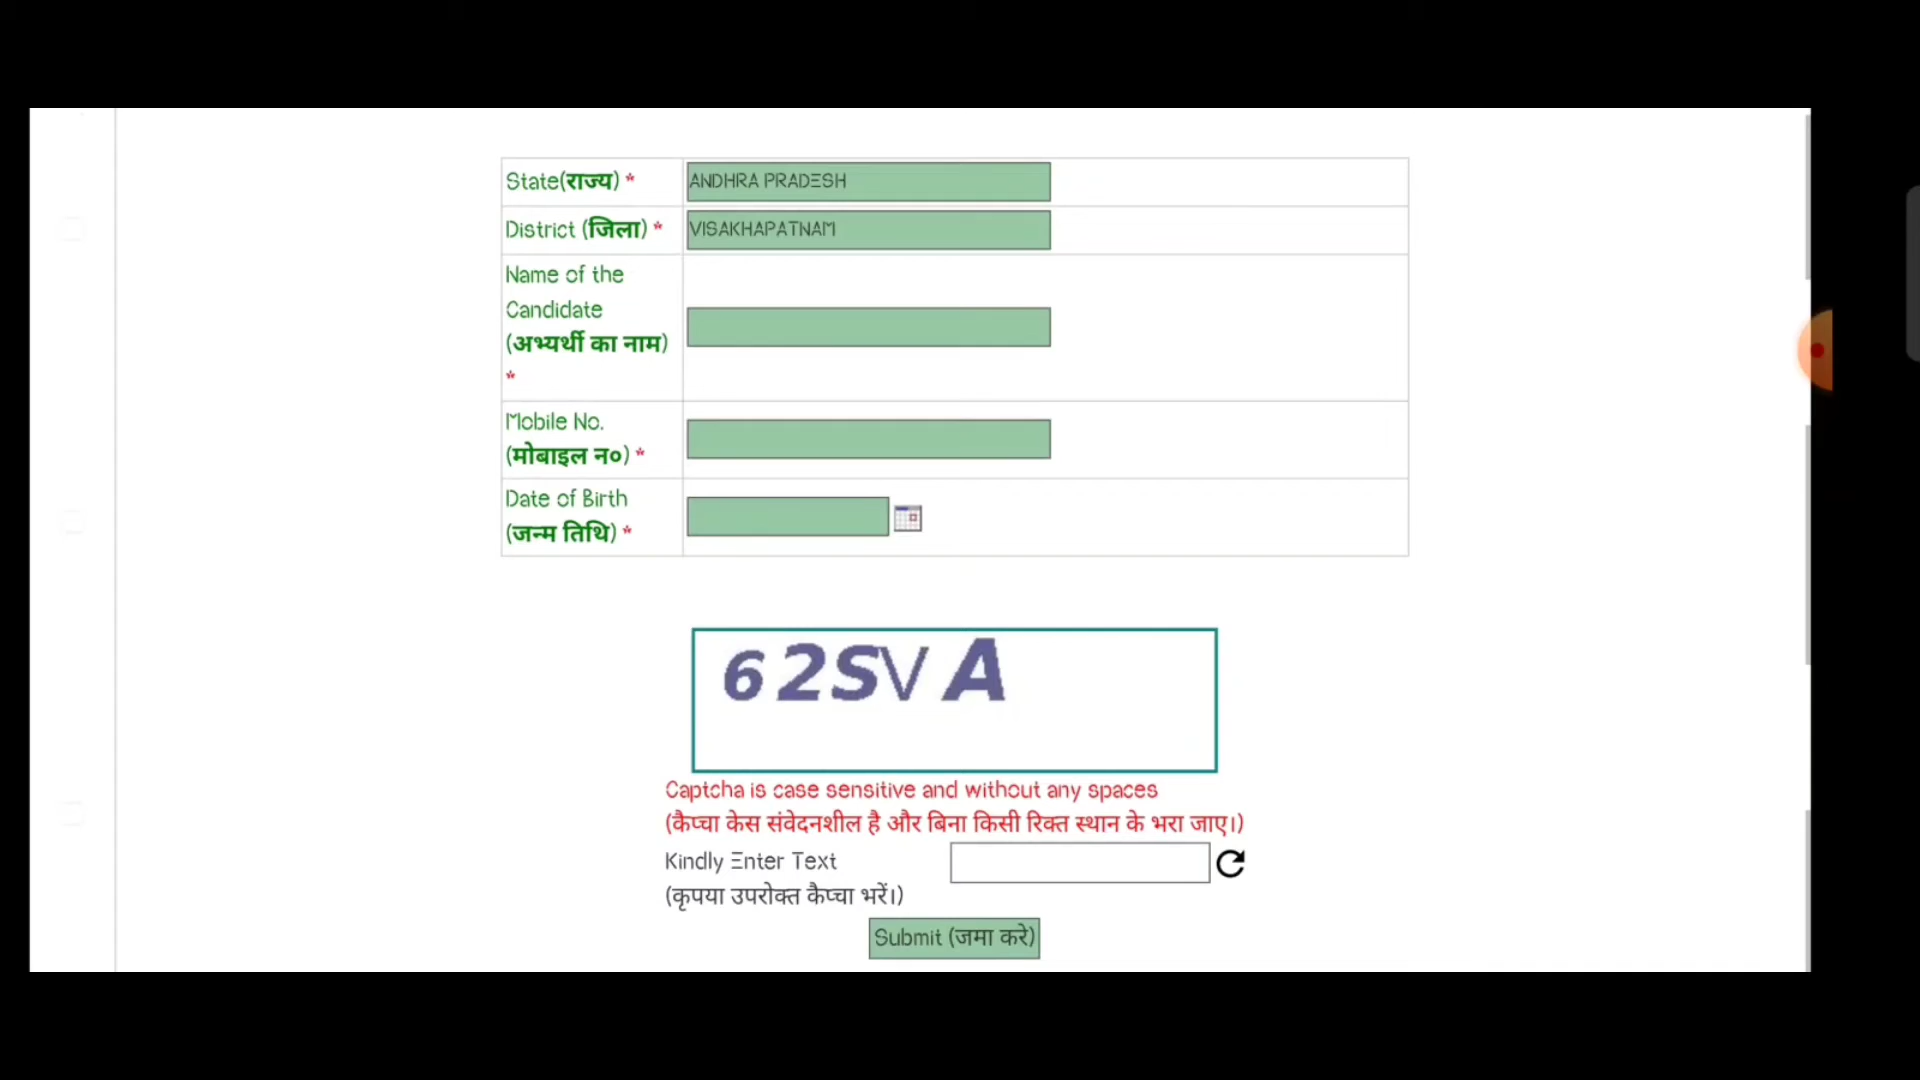 State(राज्य) * ANDHRA PRADESH
District (जिला) * VISAKHAPATNAM
Name of the
Candidate
(अभ्यर्थी का नाम)
*
Mobile No.
(मोबाइल न०) *
Date of Birth
(जन्म तिथि) *
62SVA
Captcha is case sensitive and without any spaces
(कैप्चा केस संवेदनशील है और बिना किसी रिक्त स्थान के भरा जाए।)
Kindly Enter Text
(कृपया उपरोक्त कैप्चा भरें।)
Submit (जमा करे)